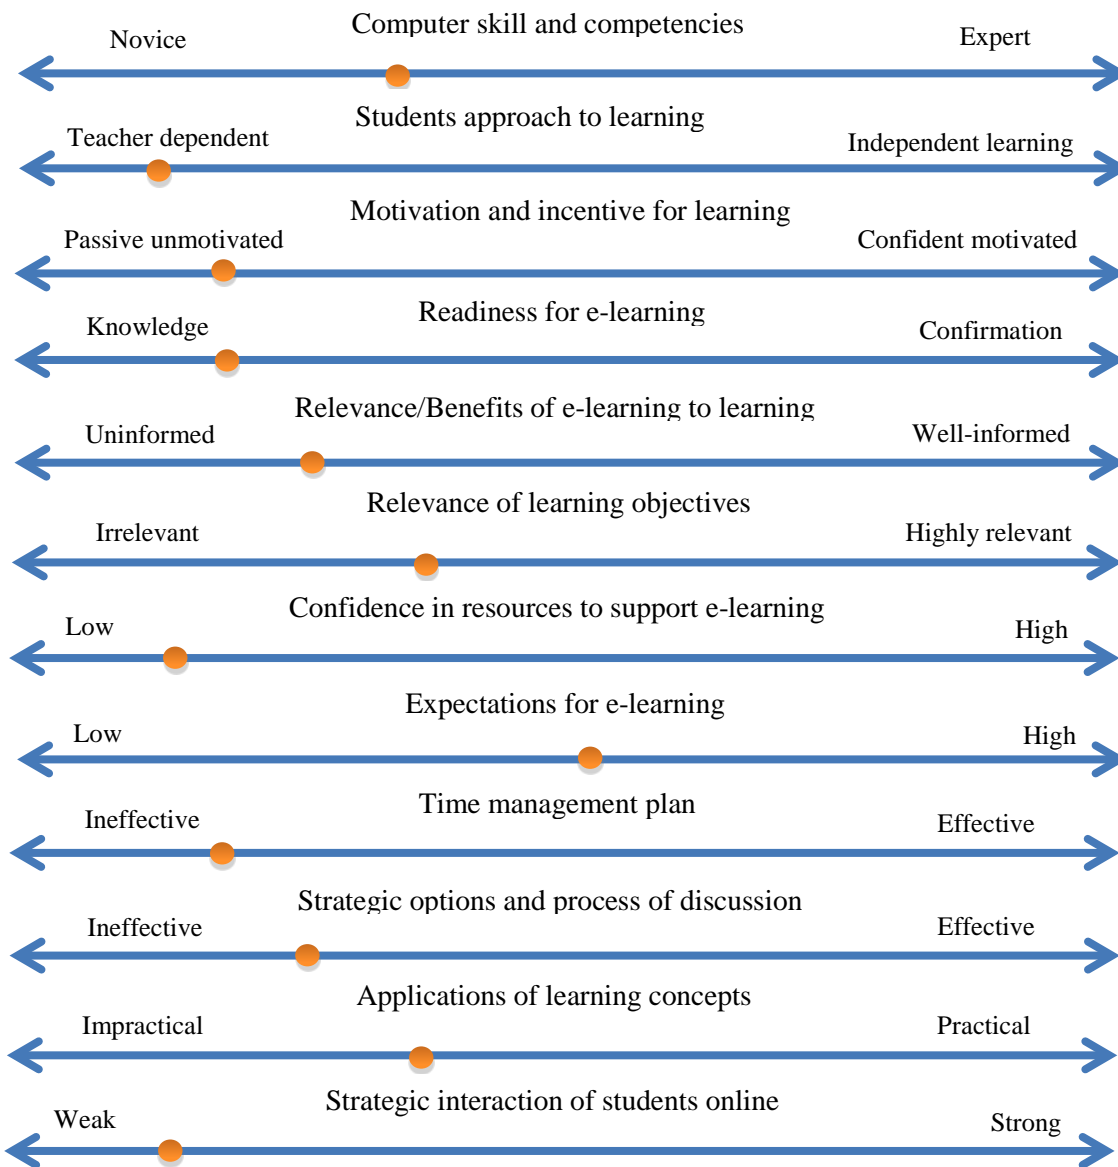 Computer skill and competencies
Novice Expert
Students approach to learning
Teacher dependent Independent learning
Motivation and incentive for learning
Passive unmotivated Confident motivated
Readiness for e-learning
Knowledge Confirmation
Relevance/Benefits of e-learning to learning
Uninformed Well-informed
Relevance of learning objectives
Irrelevant Highly relevant
Confidence in resources to support e-learning
Low High
Expectations for e-learning
Low High
Time management plan
Ineffective Effective
Strategic options and process of discussion
Ineffective Effective
Applications of learning concepts
Impractical Practical
Strategic interaction of students online
Weak Strong